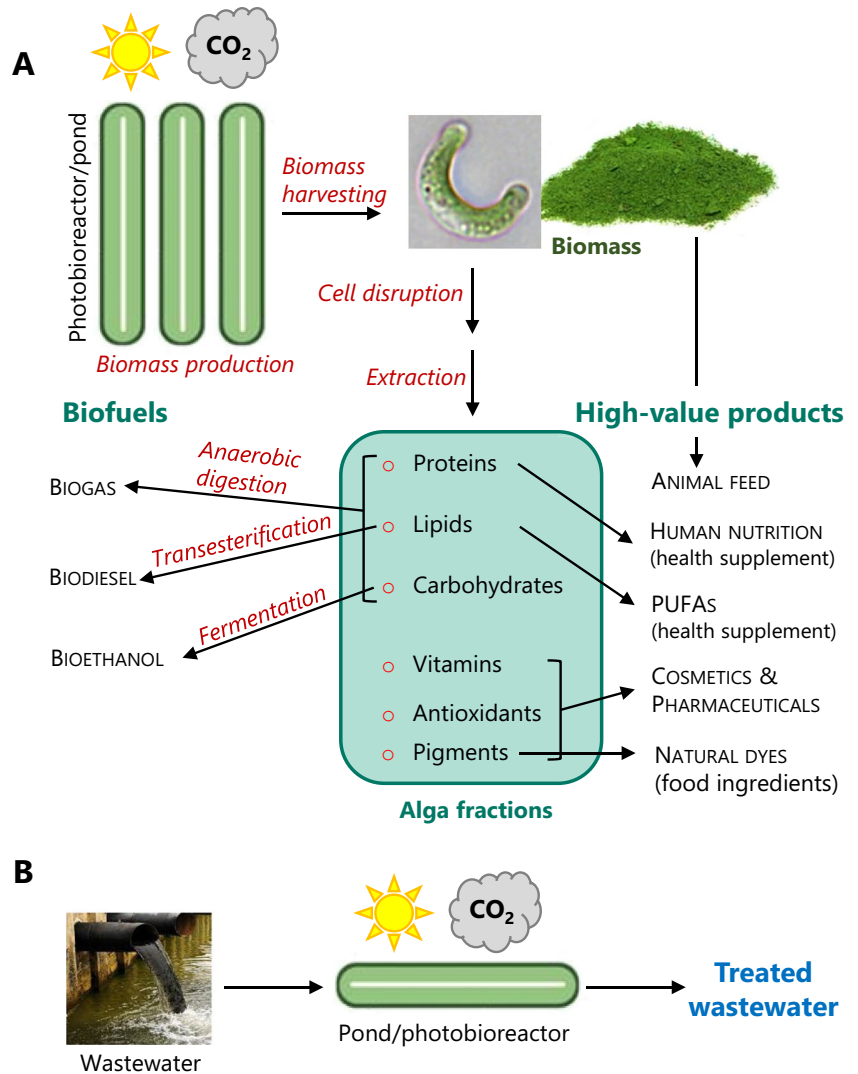 A
CO₂
Photobioreactor/pond
Biomass
harvesting
Biomass
Cell disruption
Biomass production
Extraction
Biofuels
High-value products
Anaerobic
digestion
BIOGAS
Transesterification
BIODIESEL
Fermentation
BIOETHANOL
Proteins
Lipids
Carbohydrates
Vitamins
Antioxidants
Pigments
Alga fractions
ANIMAL FEED
HUMAN NUTRITION
(health supplement)
PUFAS
(health supplement)
COSMETICS &
PHARMACEUTICALS
NATURAL DYES
(food ingredients)
B
CO₂
Wastewater
Pond/photobioreactor
Treated
wastewater